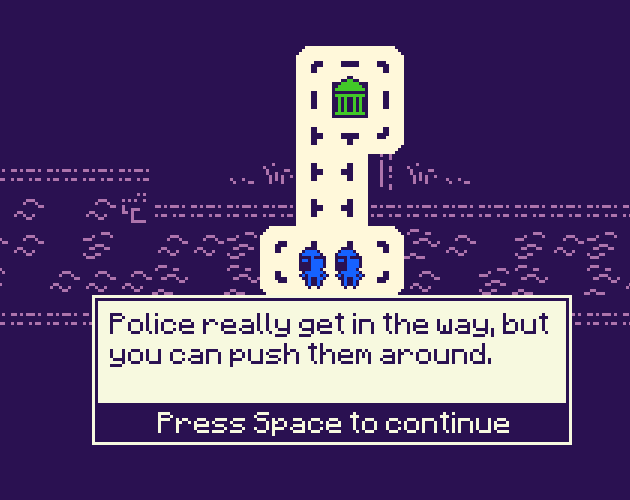 Police really get in the way, but
you can push them around.
Press Space to continue